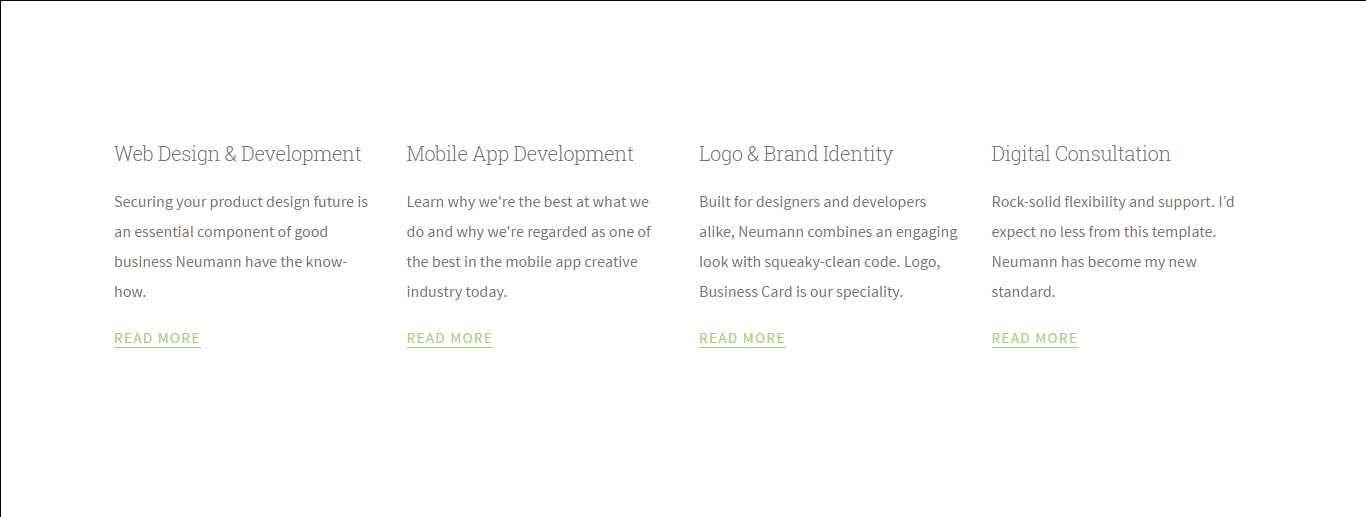 Web Design & Development
Securing your product design future is
an essential component of good
business Neumann have the know-
how.
READ MORE
Mobile App Development
Learn why we're the best at what we
do and why we're regarded as one of
the best in the mobile app creative
industry today.
READ MORE
Logo & Brand Identity
Built for designers and developers
alike, Neumann combines an engaging
look with squeaky-clean code. Logo,
Business Card is our speciality.
READ MORE
Digital Consultation
Rock-solid flexibility and support. I’d
expect no less from this template.
Neumann has become my new
standard.
READ MORE